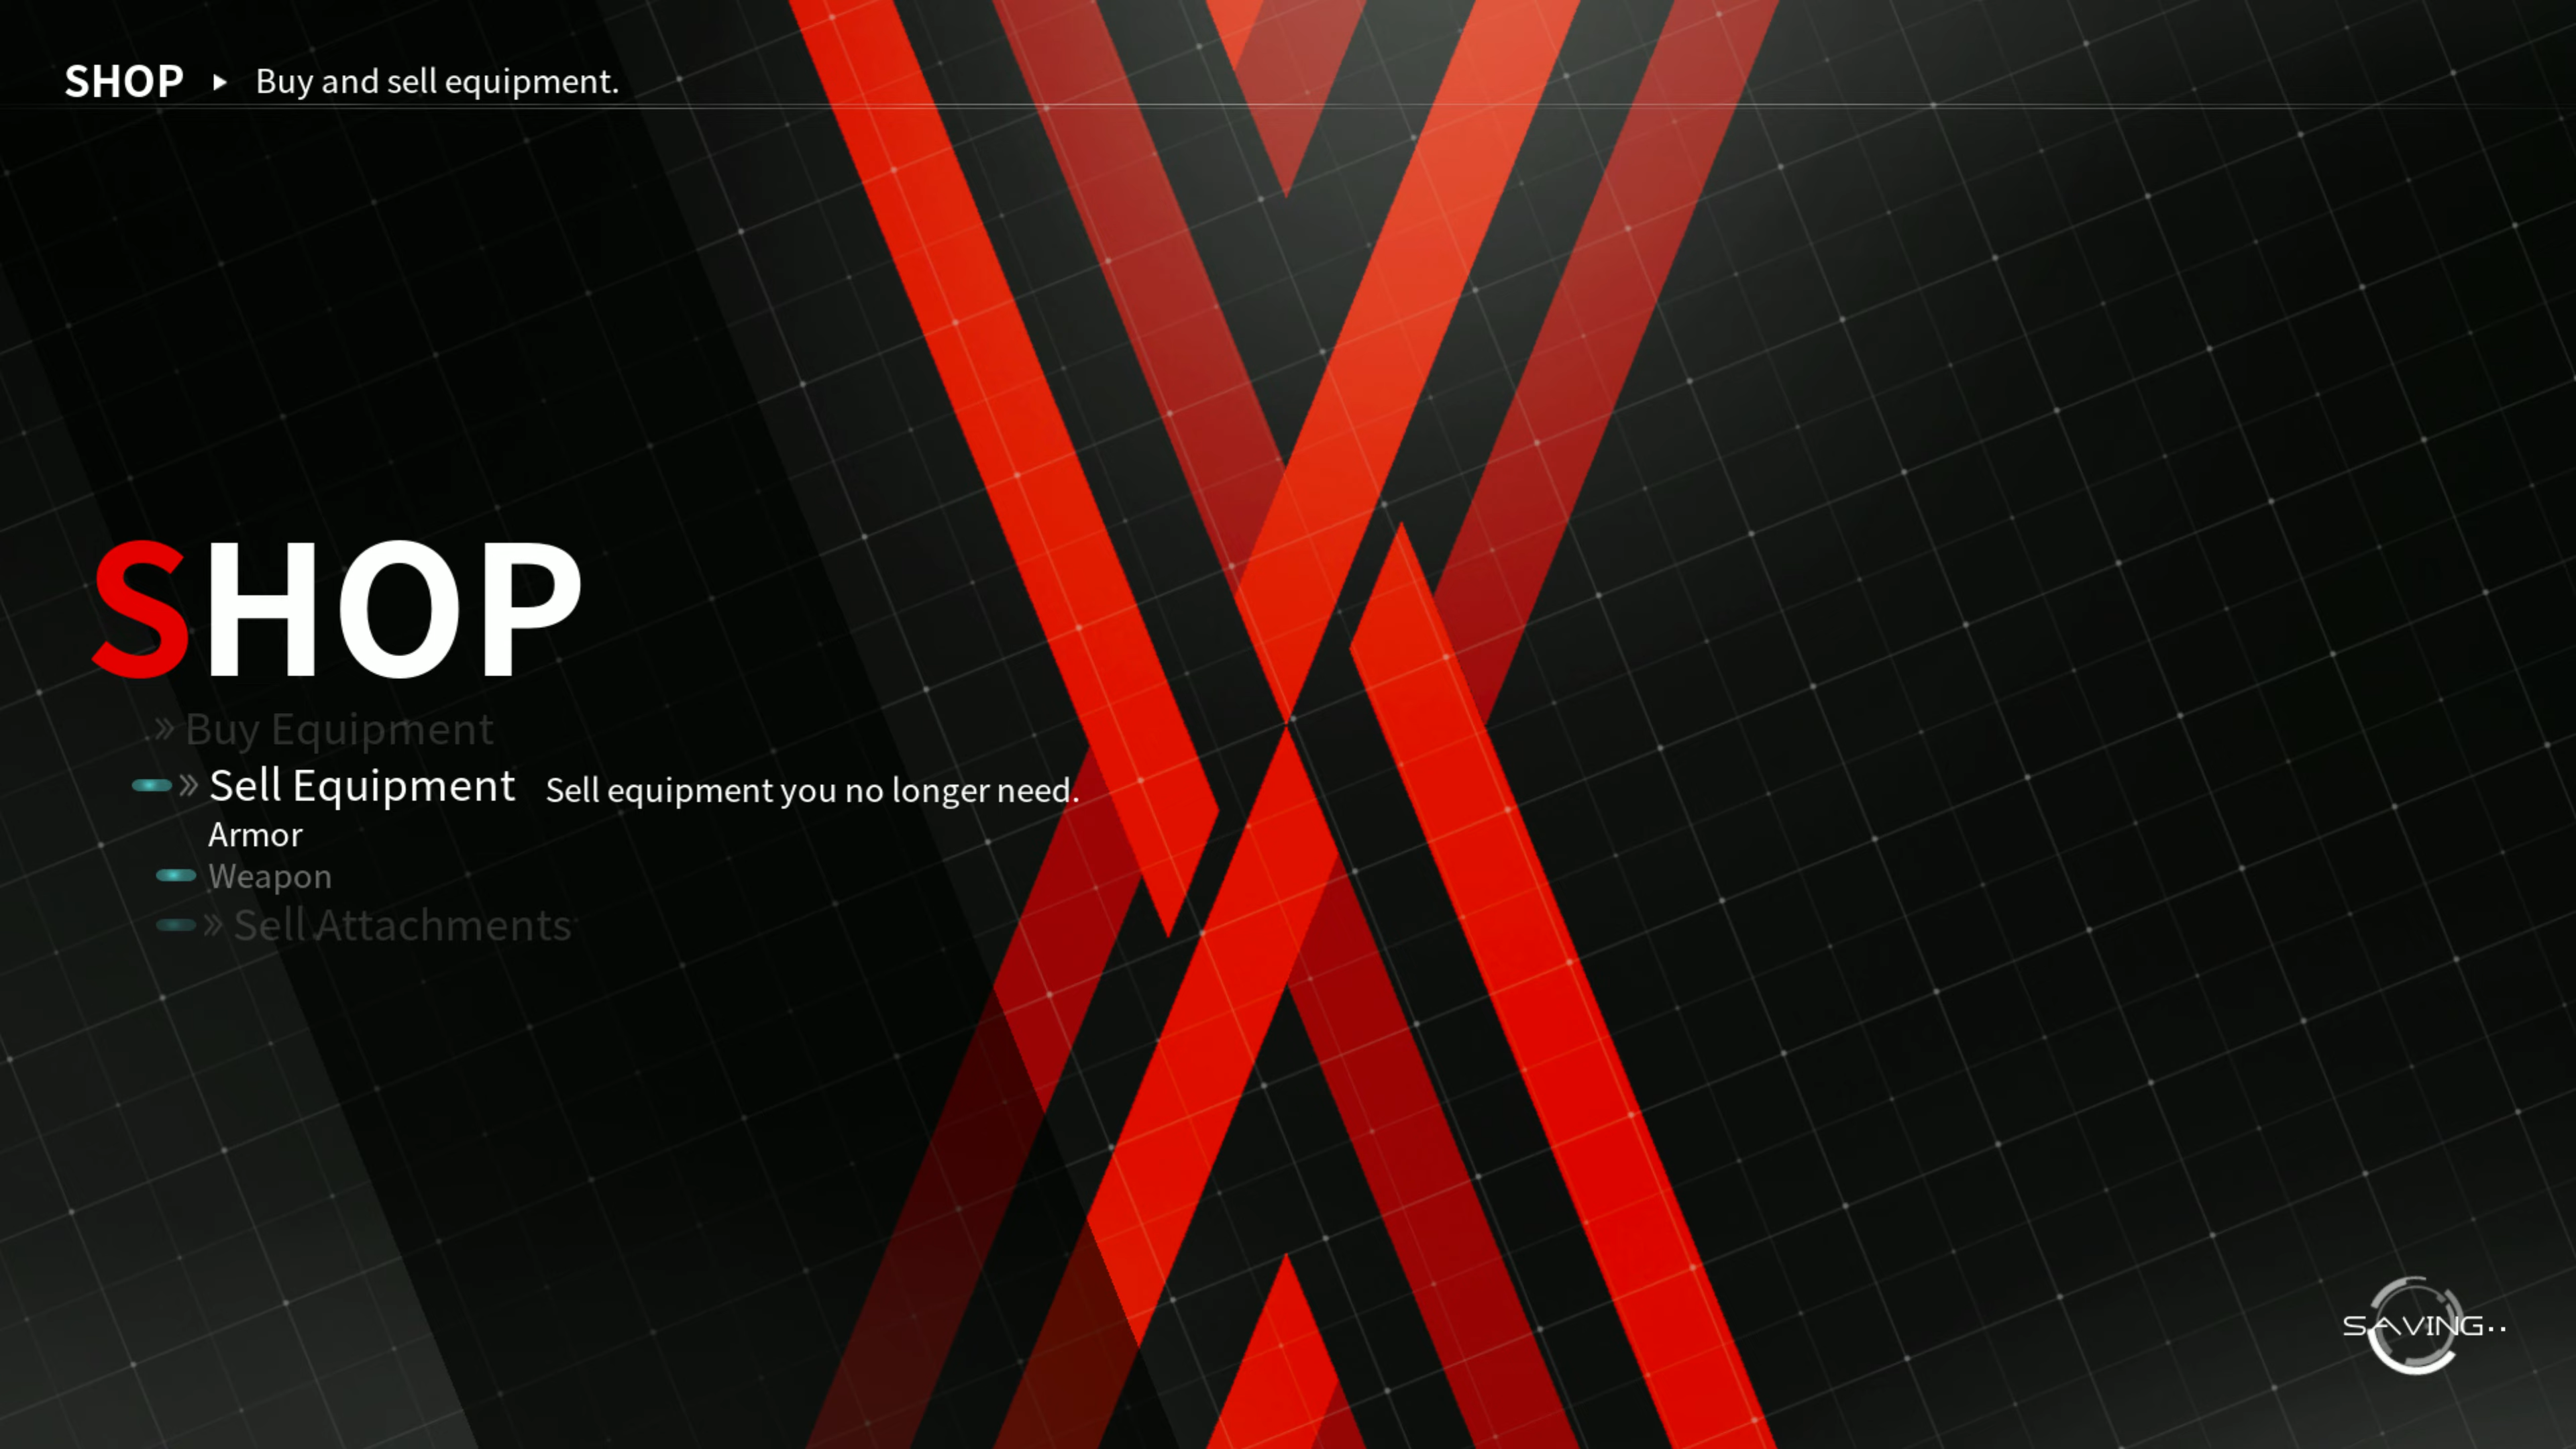 SHOP Buy and sell equipment.
SHOP
» Buy Equipment
» Sell Equipment Sell equipment you no longer need.
Armor
Weapon
» Sell Attachments
SAVING..